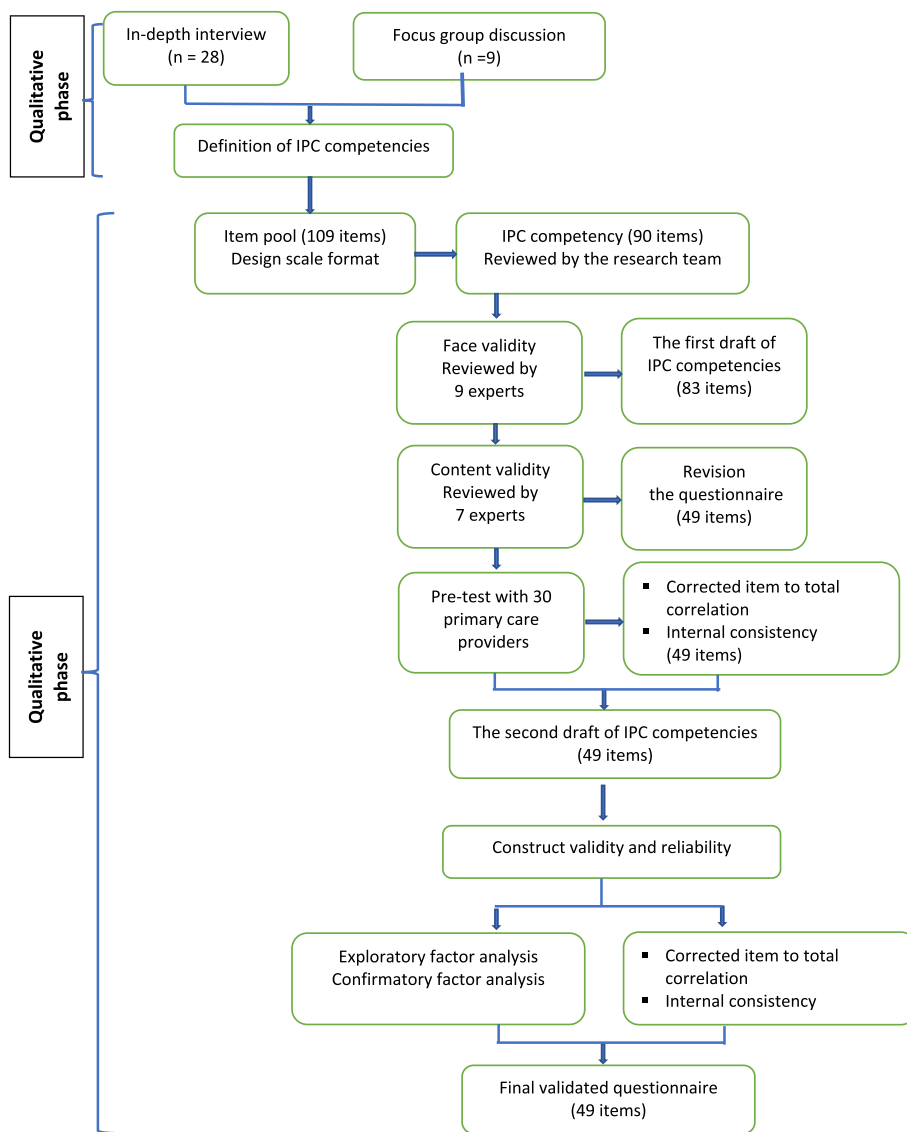 In-depth interview
(n = 28)
Focus group discussion
(n =9)
Qualitative
phase
Definition of IPC competencies
Item pool (109 items)
Design scale format
IPC competency (90 items)
Reviewed by the research team
Face validity
Reviewed by
9 experts
The first draft of
IPC competencies
(83 items)
Content validity
Reviewed by
7 experts
Revision
the questionnaire
(49 items)
Qualitative
phase
Pre-test with 30
primary care
providers
▪ Corrected item to total
correlation
▪ Internal consistency
(49 items)
The second draft of IPC competencies
(49 items)
Construct validity and reliability
Exploratory factor analysis
Confirmatory factor analysis
▪ Corrected item to total
correlation
▪ Internal consistency
Final validated questionnaire
(49 items)